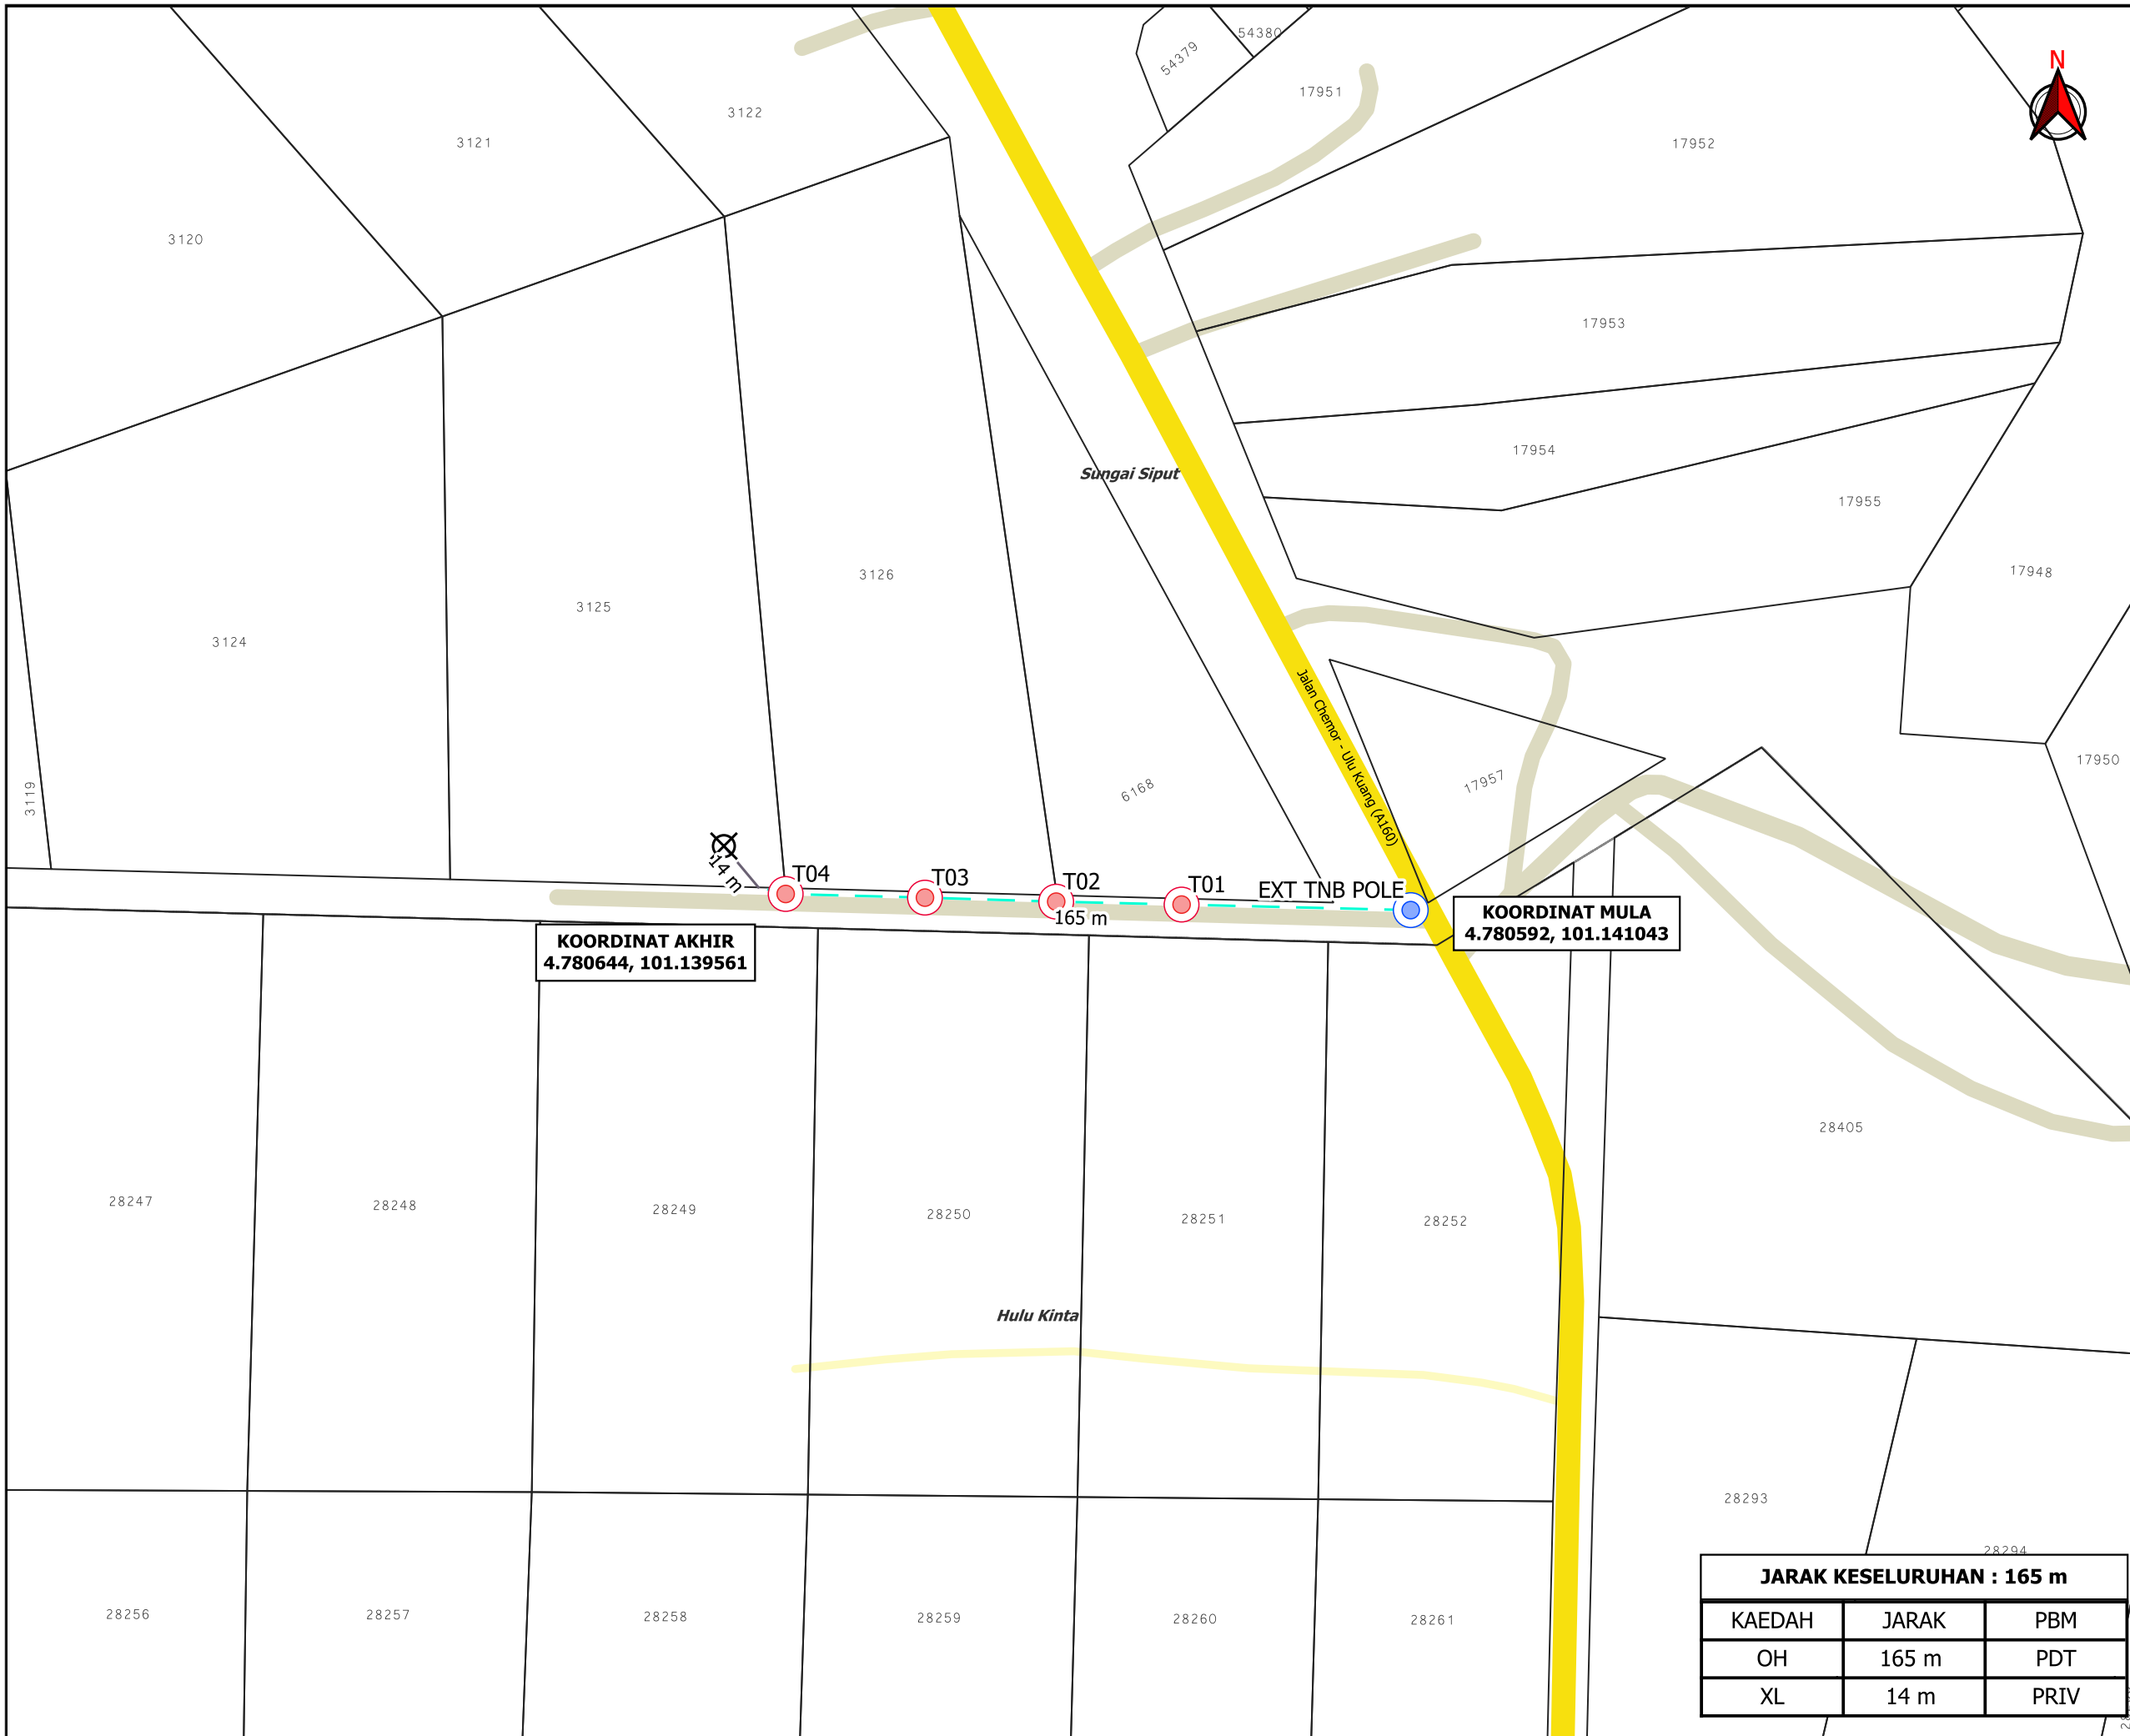 54380
54379
N
17951
3122
3121
17952
3120
17953
17954
Sungai Siput
17955
3126
17948
3125
3124
Jalan Chemor - Ulu Kuang (A160)
17950
17957
6168
3119
14 m
T04
T03
T02
T01
EXT TNB POLE
165 m
KOORDINAT MULA
4.780592, 101.141043
KOORDINAT AKHIR
4.780644, 101.139561
28405
28247
28248
28249
28250
28251
28252
Hulu Kinta
28293
28294
28256
28257
28258
28259
28260
28261
JARAK KESELURUHAN : 165 m
KAEDAH JARAK PBM
OH 165 m PDT
XL 14 m PRIV